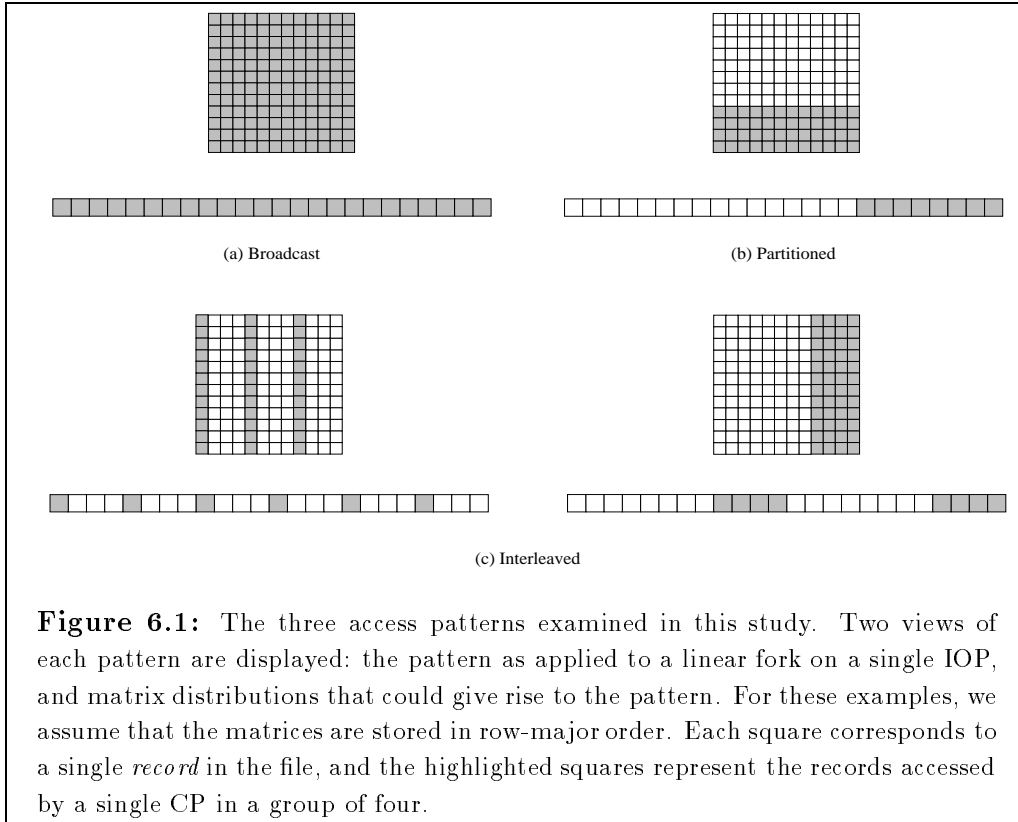 (a) Broadcast
(b) Partitioned
(c) Interleaved
Figure 6.1: The three access patterns examined in this study. Two views of
each pattern are displayed: the pattern as applied to a linear fork on a single IOP,
and matrix distributions that could give rise to the pattern. For these examples, we
assume that the matrices are stored in row-major order. Each square corresponds to
a single record in the file, and the highlighted squares represent the records accessed
by a single CP in a group of four.